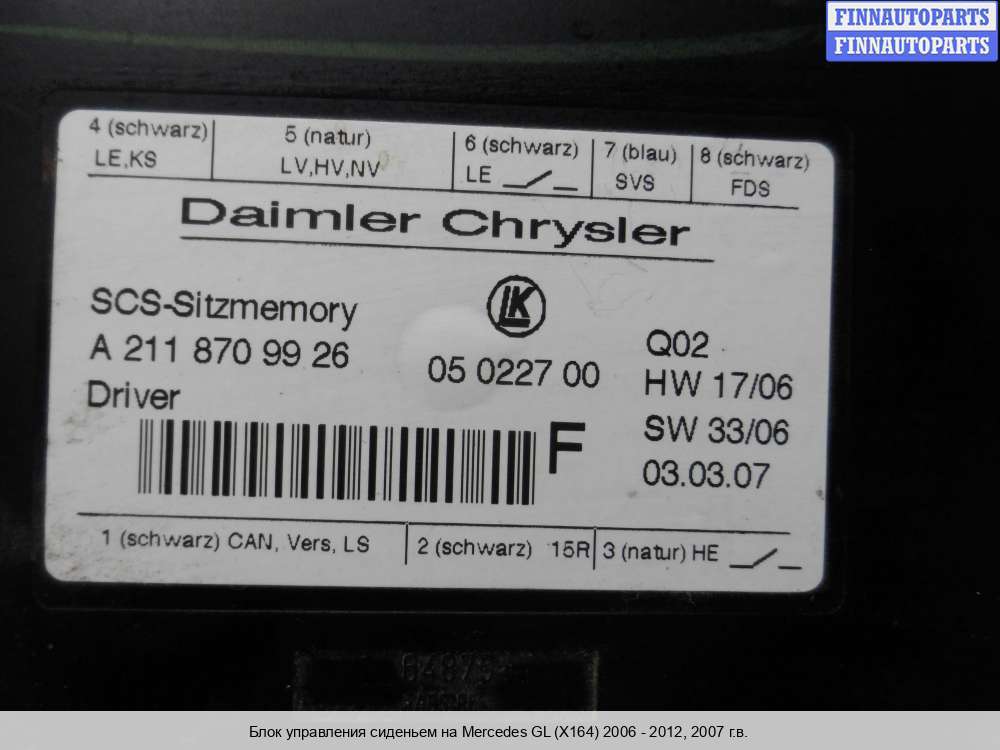 FINNAUTOPARTS
FINNAUTOPARTS
4 (schwarz) 5 (natur) 6 (schwarz) 7 (blau) 8 (schwarz)
LE,KS LV,HV,NV LE SVS FDS
Daimler Chrysler
SCS-Sitzmemory LK Q02
A 211 870 99 26 05 0227 00 HW 17/06
Driver SW 33/06
F 03.03.07
1 (schwarz) CAN, Vers, LS 2 (schwarz) 15R 3 (natur) HE
Блок управления сиденьем на Mercedes GL (X164) 2006 - 2012, 2007 г.в.